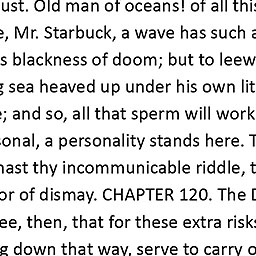 ust. Old man of oceans! of all this
e, Mr. Starbuck, a wave has such a
s blackness of doom; but to leew
g sea heaved up under his own lit
e; and so, all that sperm will work
sonal, a personality stands here. T
nast thy incommunicable riddle, t
or of dismay. CHAPTER 120. The D
ee, then, that for these extra risks
g down that way, serve to carry o